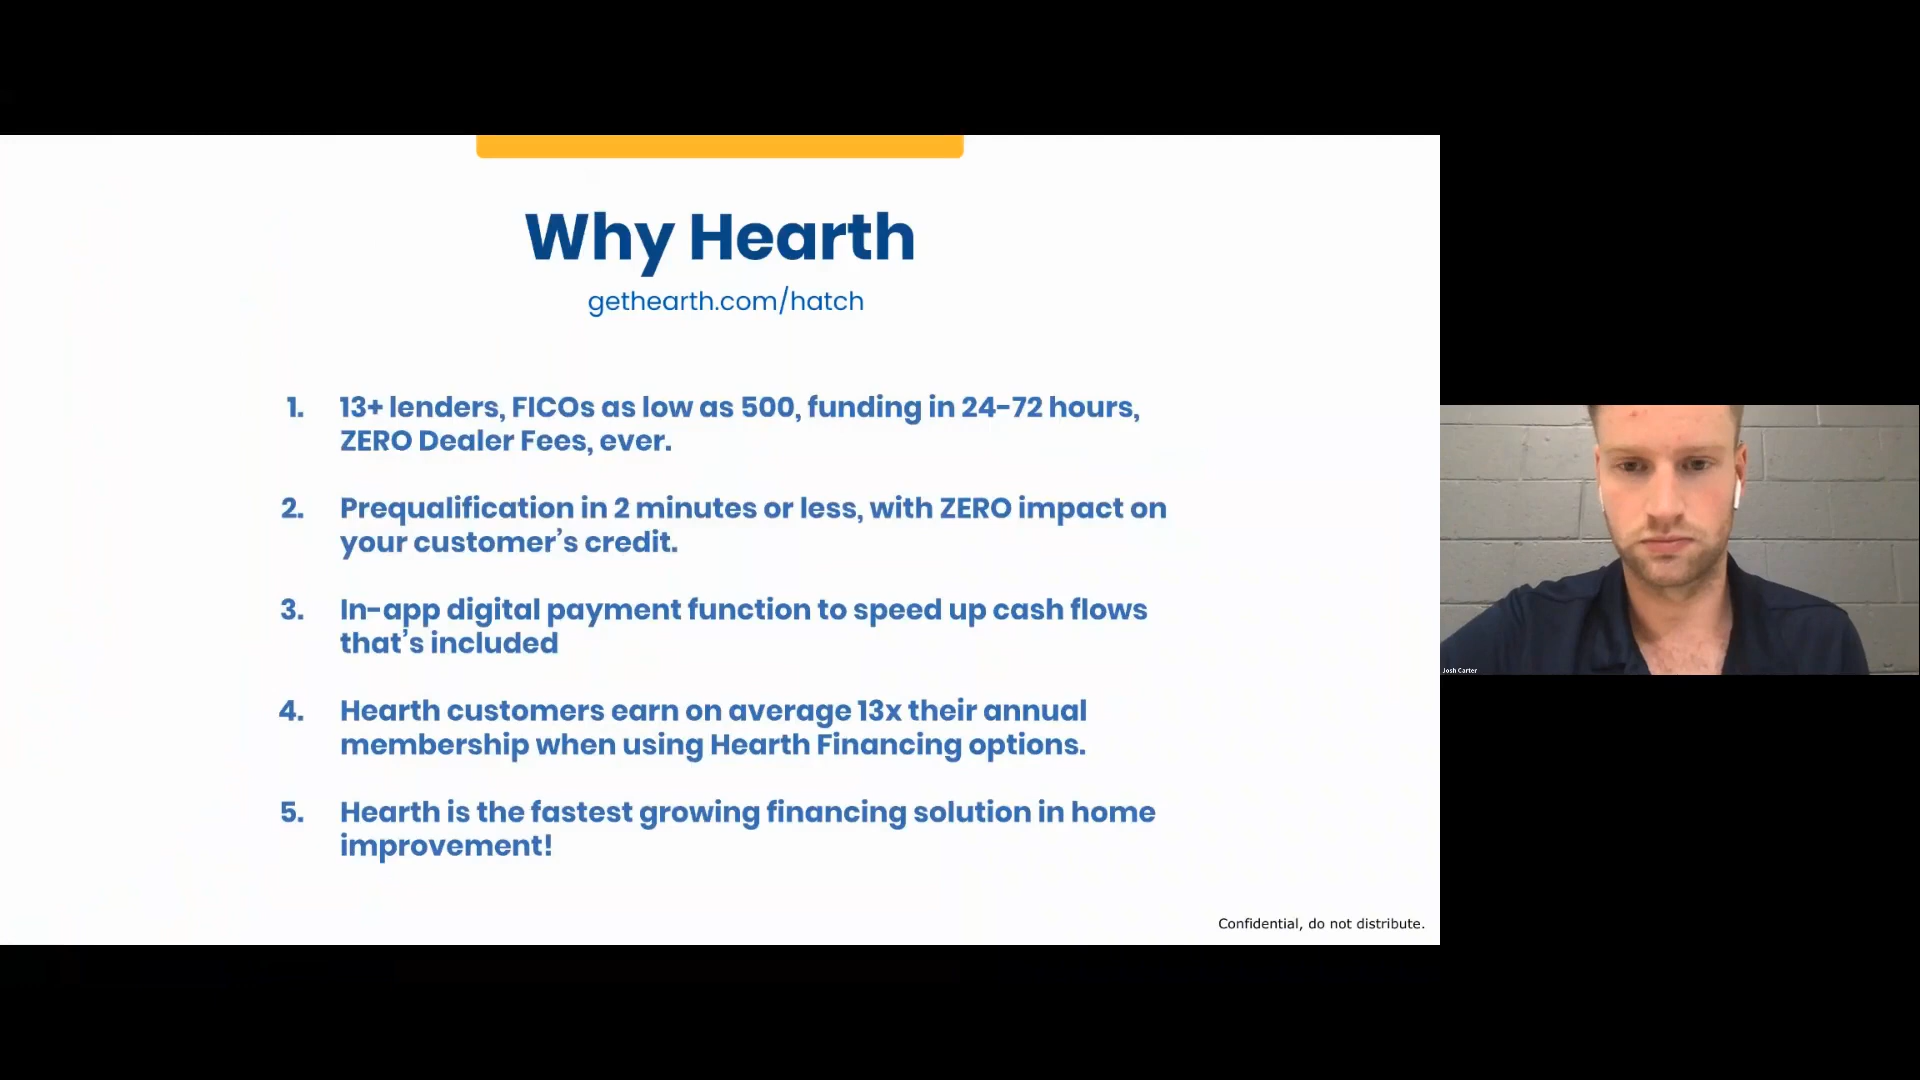 Why Hearth
gethearth.com/hatch
1. 13+ lenders, FICOs as low as 500, funding in 24-72 hours,
ZERO Dealer Fees, ever.
2. Prequalification in 2 minutes or less, with ZERO impact on
your customer's credit.
3. In-app digital payment function to speed up cash flows
that's included
4. Hearth customers earn on average 13x their annual
membership when using Hearth Financing options.
5. Hearth is the fastest growing financing solution in home
improvement!
Confidential, do not distribute.
Josh Carter